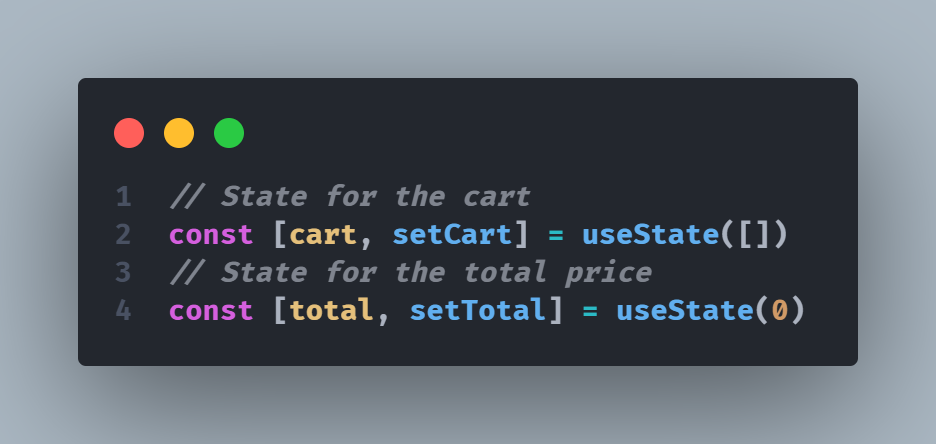 1 // State for the cart
2 const [cart, setCart] = useState([])
3 // State for the total price
4 const [total, setTotal] = useState(0)